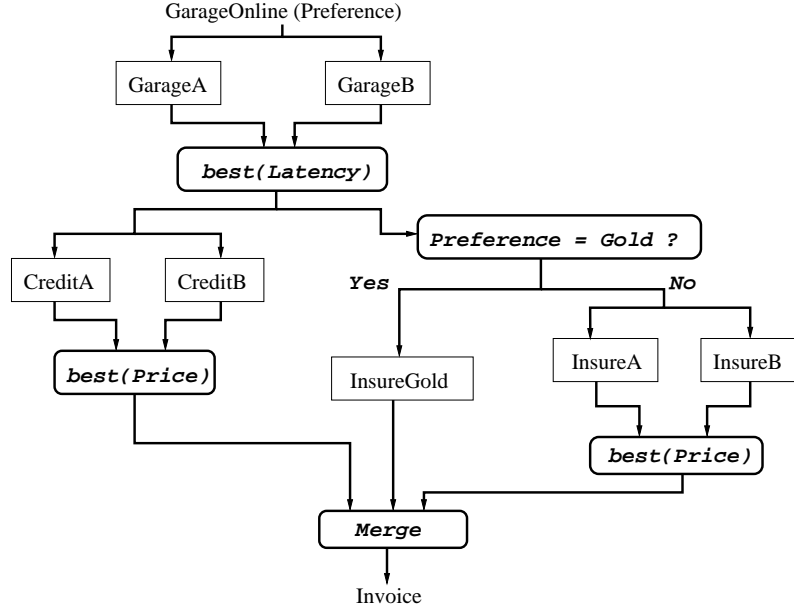 GarageOnline (Preference)
GarageA
GarageB
best(Latency)
Preference = Gold ?
CreditA
CreditB
Yes
No
InsureA
InsureB
best(Price)
InsureGold
best(Price)
Merge
Invoice